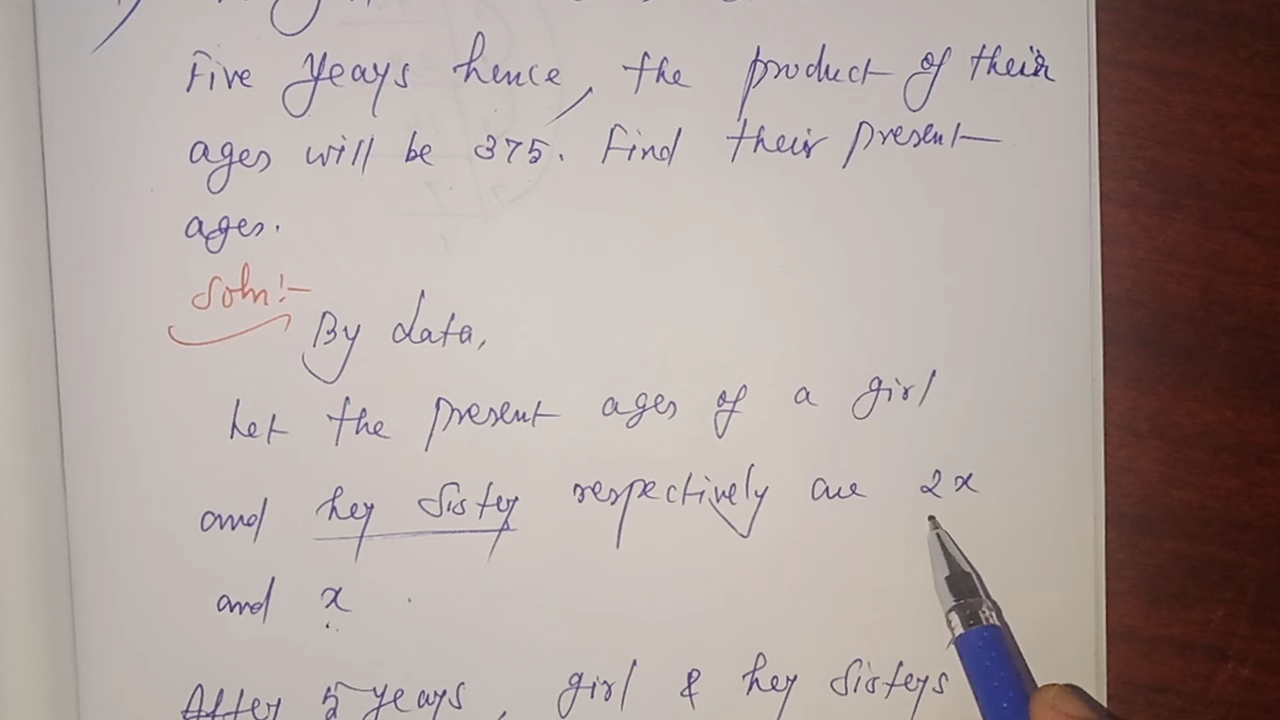 Five years hence, the product of their
ages will be 375. Find their present
ages.
Soln:-
By data,
Let the present ages of a girl
and her sister respectively are 2x
and x
After 5 years, girl & her sisters